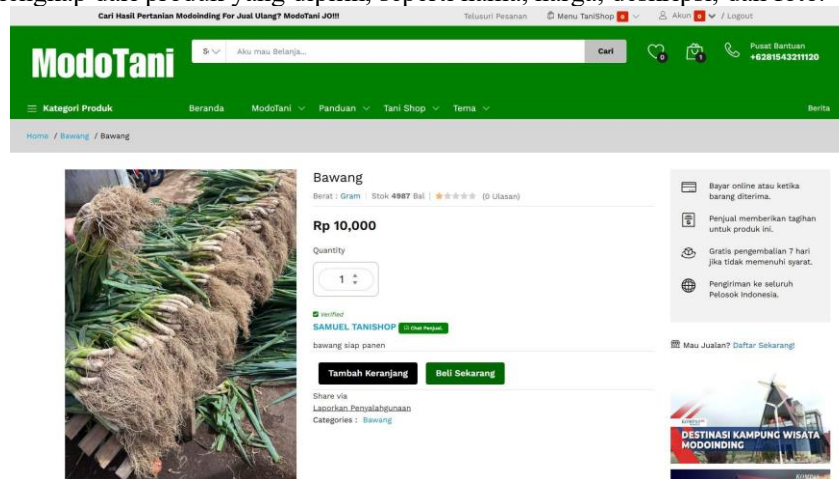 lengkap dari produk yang dipilih, seperti nama, harga, deskripsi, dan foto.
Cari Hasil Pertanian Modoinding For Jual Ulang? ModoTani JO!!!
Telusuri Pesanan
Menu TaniShop 0
Akun 0 / Logout
ModoTani
Aku mau Belanja...
Cari
0
1
Pusat Bantuan
+6281543211120
Kategori Produk
Beranda
ModoTani
Panduan
Tani Shop
Tema
Berita
Home / Bawang / Bawang
Bawang
Berat : Gram | Stok 4987 Bal | (0 Ulasan)
Rp 10,000
Quantity
1
Verified
SAMUEL TANISHOP Chat Penjual
bawang siap panen
Tambah Keranjang
Beli Sekarang
Share via
Laporkan Penyalahgunaan
Categories : Bawang
Bayar online atau ketika
barang diterima.
Penjual memberikan tagihan
untuk produk ini.
Gratis pengembalian 7 hari
jika tidak memenuhi syarat.
Pengiriman ke seluruh
Pelosok Indonesia.
Mau Jualan? Daftar Sekarang!
DESTINASI KAMPUNG WISATA
MODOINDING